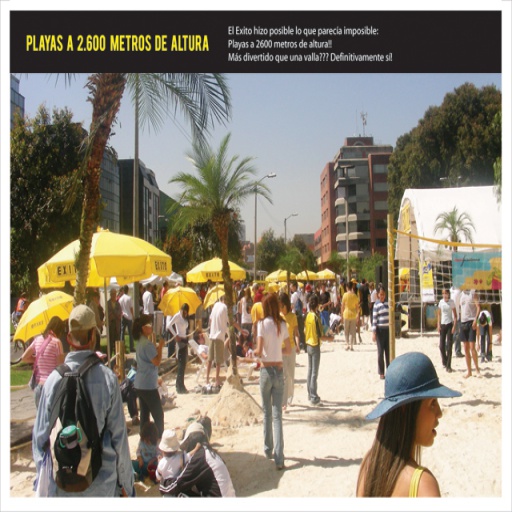 PLAYAS A 2.600 METROS DE ALTURA
El Exito hizo posible lo que parecía imposible:
Playas a 2600 metros de altura!!
Más divertido que una valla??? Definitivamente sí!
EXITO